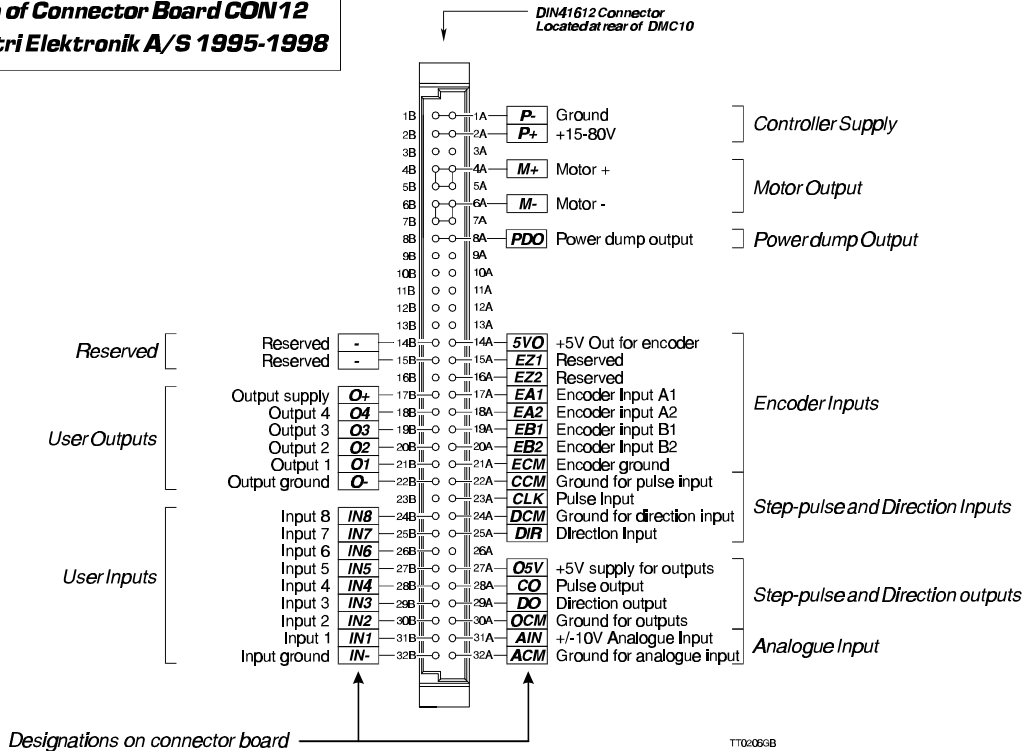 of Connector Board CON12
tri Elektronik A/S 1995-1998
DIN41612 Connector
Located at rear of DMC10
1B 1A P- Ground
2B 2A P+ +15-80V
Controller Supply
3B 3A
4B 4A M+ Motor +
5B 5A
Motor Output
6B 6A M- Motor -
7B 7A
8B 8A PDO Power dump output Power dump Output
9B 9A
10B 10A
11B 11A
12B 12A
13B 13A
Reserved
Reserved - 14B 14A 5VO +5V Out for encoder
Reserved - 15B 15A EZ1 Reserved
16B 16A EZ2 Reserved
Output supply O+ 17B 17A EA1 Encoder Input A1
Encoder Inputs
Output 4 O4 18B 18A EA2 Encoder input A2
User Outputs
Output 3 O3 19B 19A EB1 Encoder input B1
Output 2 O2 20B 20A EB2 Encoder Input B2
Output 1 O1 21B 21A ECM Encoder ground
Output ground O- 22B 22A CCM Ground for pulse input
23B 23A CLK Pulse Input
Step-pulse and Direction Inputs
Input 8 IN8 24B 24A DCM Ground for direction input
Input 7 IN7 25B 25A DIR Direction Input
Input 6 IN6 26B 26A
User Inputs
Input 5 IN5 27B 27A O5V +5V supply for outputs
Input 4 IN4 28B 28A CO Pulse output
Step-pulse and Direction outputs
Input 3 IN3 29B 29A DO Direction output
Input 2 IN2 30B 30A OCM Ground for outputs
Input 1 IN1 31B 31A AIN +/-10V Analogue Input
Analogue Input
Input ground IN- 32B 32A ACM Ground for analogue input
Designations on connector board
TT0206GB